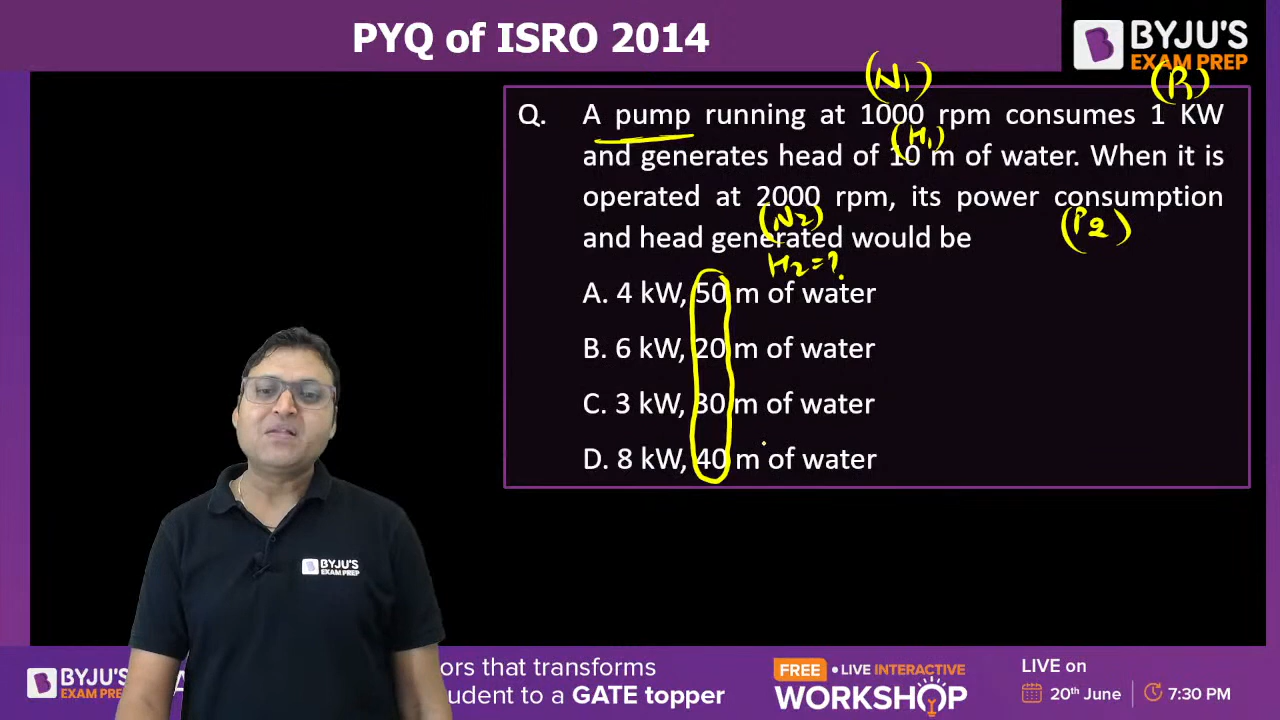 PYQ of ISRO 2014
BYJU'S
EXAM PREP
(N1)
(P1)
Q. A pump running at 1000 rpm consumes 1 KW
(H1)
and generates head of 10 m of water. When it is
operated at 2000 rpm, its power consumption
(N2)
(P2)
and head generated would be
H2=?
A. 4 kW, 50 m of water
B. 6 kW, 20 m of water
C. 3 kW, 30 m of water
D. 8 kW, 40 m of water
BYJU'S
EXAM PREP
BYJU'S
EXAM PREP
ors that transforms
tudent to a GATE topper
FREE • LIVE INTERACTIVE
WORKSHOP
LIVE on
20th June | 7:30 PM